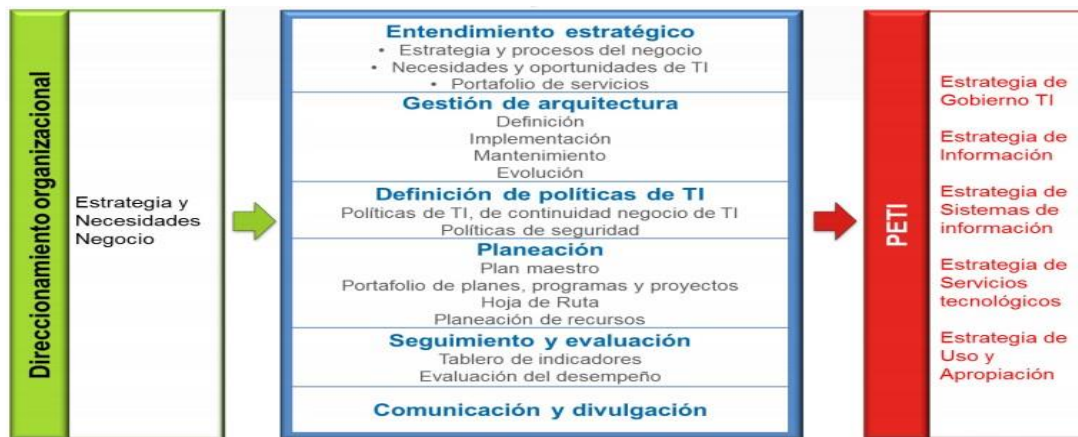 Direccionamiento organizacional
Estrategia y
Necesidades
Negocio
Entendimiento estratégico
• Estrategia y procesos del negocio
• Necesidades y oportunidades de TI
• Portafolio de servicios
Gestión de arquitectura
Definición
Implementación
Mantenimiento
Evolución
Definición de políticas de TI
Políticas de TI, de continuidad negocio de TI
Políticas de seguridad
Planeación
Plan maestro
Portafolio de planes, programas y proyectos
Hoja de Ruta
Planeación de recursos
Seguimiento y evaluación
Tablero de indicadores
Evaluación del desempeño
Comunicación y divulgación
PETI
Estrategia de
Gobierno TI
Estrategia de
Información
Estrategia de
Sistemas de
información
Estrategia de
Servicios
tecnológicos
Estrategia de
Uso y
Apropiación